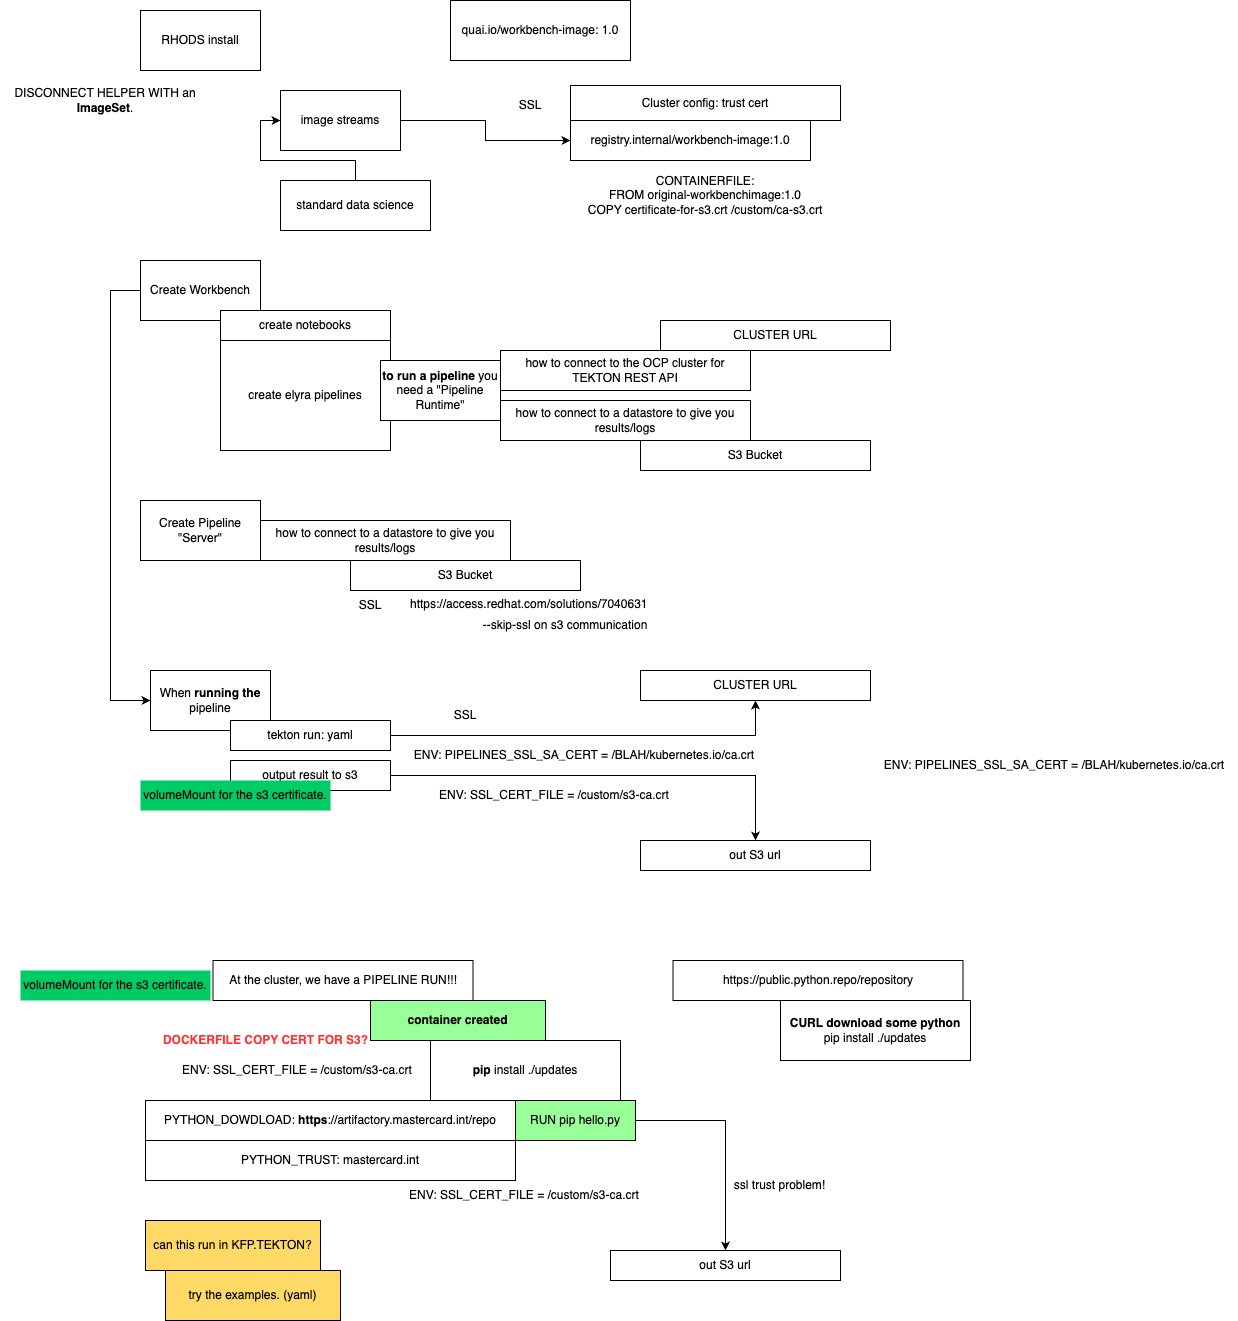 RHODS install
quai.io/workbench-image: 1.0
DISCONNECT HELPER WITH an
ImageSet.
image streams
SSL
Cluster config: trust cert
registry.internal/workbench-image:1.0
standard data science
CONTAINERFILE:
FROM original-workbenchimage:1.0
COPY certificate-for-s3.crt /custom/ca-s3.crt
Create Workbench
create notebooks
create elyra pipelines
to run a pipeline you
need a "Pipeline
Runtime"
CLUSTER URL
how to connect to the OCP cluster for
TEKTON REST API
how to connect to a datastore to give you
results/logs
S3 Bucket
Create Pipeline
"Server"
how to connect to a datastore to give you
results/logs
S3 Bucket
SSL
https://access.redhat.com/solutions/7040631
--skip-ssl on s3 communication
When running the
pipeline
CLUSTER URL
SSL
tekton run: yaml
ENV: PIPELINES_SSL_SA_CERT = /BLAH/kubernetes.io/ca.crt
ENV: PIPELINES_SSL_SA_CERT = /BLAH/kubernetes.io/ca.crt
output result to s3
volumeMount for the s3 certificate.
ENV: SSL_CERT_FILE = /custom/s3-ca.crt
out S3 url
volumeMount for the s3 certificate.
At the cluster, we have a PIPELINE RUN!!!
https://public.python.repo/repository
container created
CURL download some python
pip install ./updates
DOCKERFILE COPY CERT FOR S3?
ENV: SSL_CERT_FILE = /custom/s3-ca.crt
pip install ./updates
PYTHON_DOWDLOAD: https://artifactory.mastercard.int/repo
RUN pip hello.py
PYTHON_TRUST: mastercard.int
ssl trust problem!
ENV: SSL_CERT_FILE = /custom/s3-ca.crt
can this run in KFP.TEKTON?
out S3 url
try the examples. (yaml)